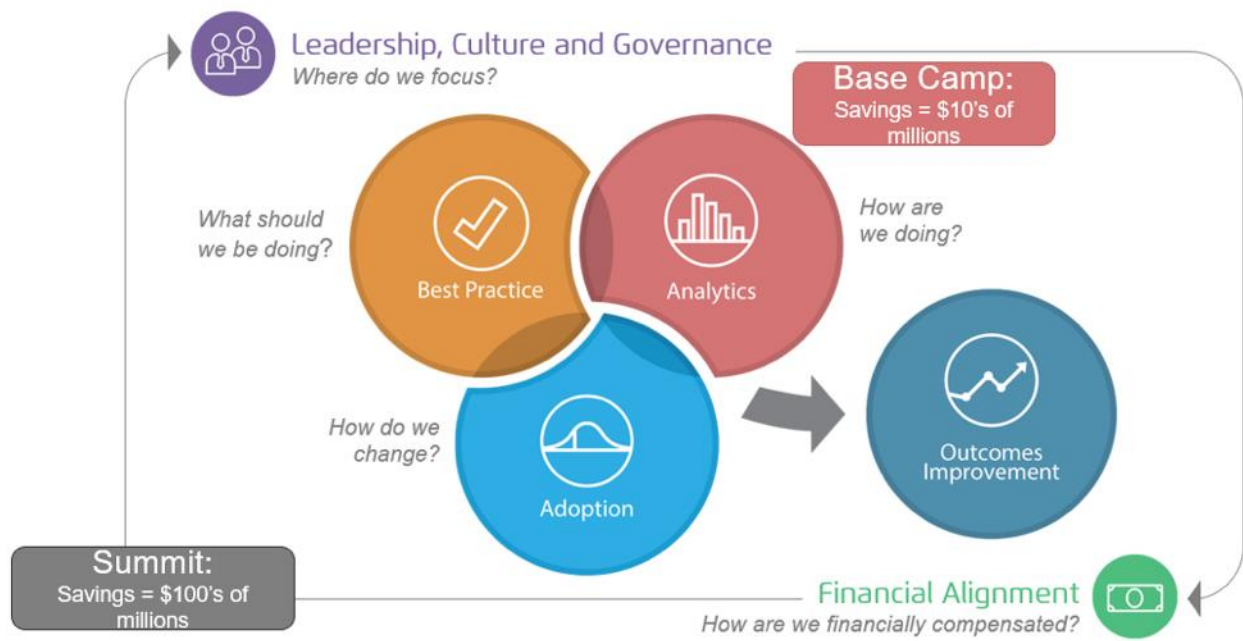 Leadership, Culture and Governance
Where do we focus?
Base Camp:
Savings = $10's of
millions
What should
we be doing?
Best Practice
Analytics
How are
we doing?
How do we
change?
Adoption
Outcomes
Improvement
Summit:
Savings = $100's of
millions
Financial Alignment
How are we financially compensated?